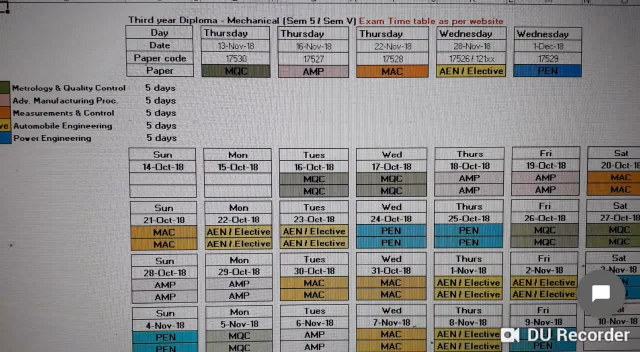 Third year Diploma - Mechanical (Sem 5 / Sem V) Exam Time table as per website
Day Thursday Thursday Thursday Wednesday Wednesday
Date 13-Nov-18 16-Nov-18 22-Nov-18 28-Nov-18 1-Dec-18
Paper code 17530 17527 17528 17526 / 121xx 17529
Paper MQC AMP MAC AEN / Elective PEN
Metrology & Quality Control 5 days
Adv. Manufacturing Proc. 5 days
Measurements & Control 5 days
Automobile Engineering 5 days
Power Engineering 5 days
Sun Mon Tues Wed Thurs Fri Sat
14-Oct-18 15-Oct-18 16-Oct-18 17-Oct-18 18-Oct-18 19-Oct-18 20-Oct-18
MQC MQC AMP AMP MAC
MQC MQC AMP AMP MAC
Sun Mon Tues Wed Thurs Fri Sat
21-Oct-18 22-Oct-18 23-Oct-18 24-Oct-18 25-Oct-18 26-Oct-18 27-Oct-18
MAC AEN / Elective AEN / Elective PEN PEN MQC MQC
MAC AEN / Elective AEN / Elective PEN PEN MQC MQC
Sun Mon Tues Wed Thurs Fri Sat
28-Oct-18 29-Oct-18 30-Oct-18 31-Oct-18 1-Nov-18 2-Nov-18
AMP AMP MAC MAC AEN / Elective AEN / Elective
AMP AMP MAC MAC AEN / Elective AEN / Elective
Sun Mon Tues Wed Thurs Fri Sat
4-Nov-18 5-Nov-18 6-Nov-18 7-Nov-18 8-Nov-18 9-Nov-18
PEN MQC AMP MAC AEN / Elective
PEN MQC AMP MAC AEN / Elective PEN
DU Recorder